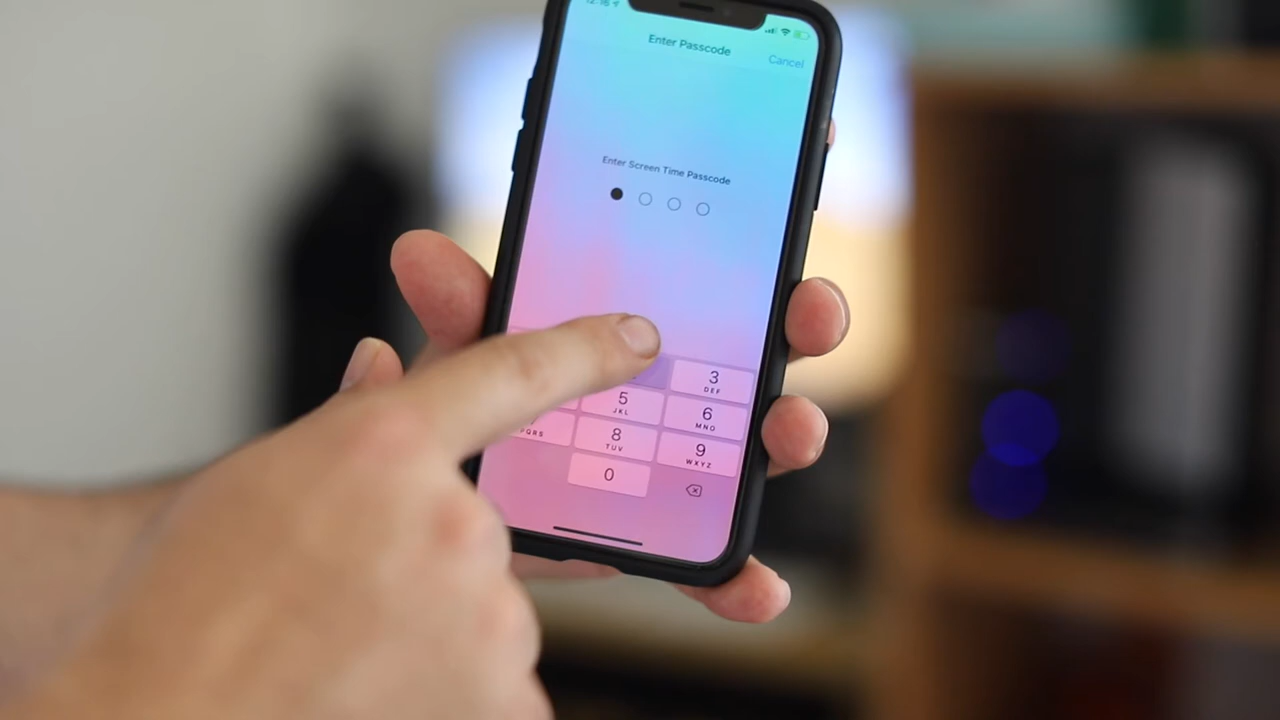 Enter Passcode
Cancel
Enter Screen Time Passcode
3
DEF
5
JKL
6
MNO
PQRS
8
TUV
9
WXYZ
0